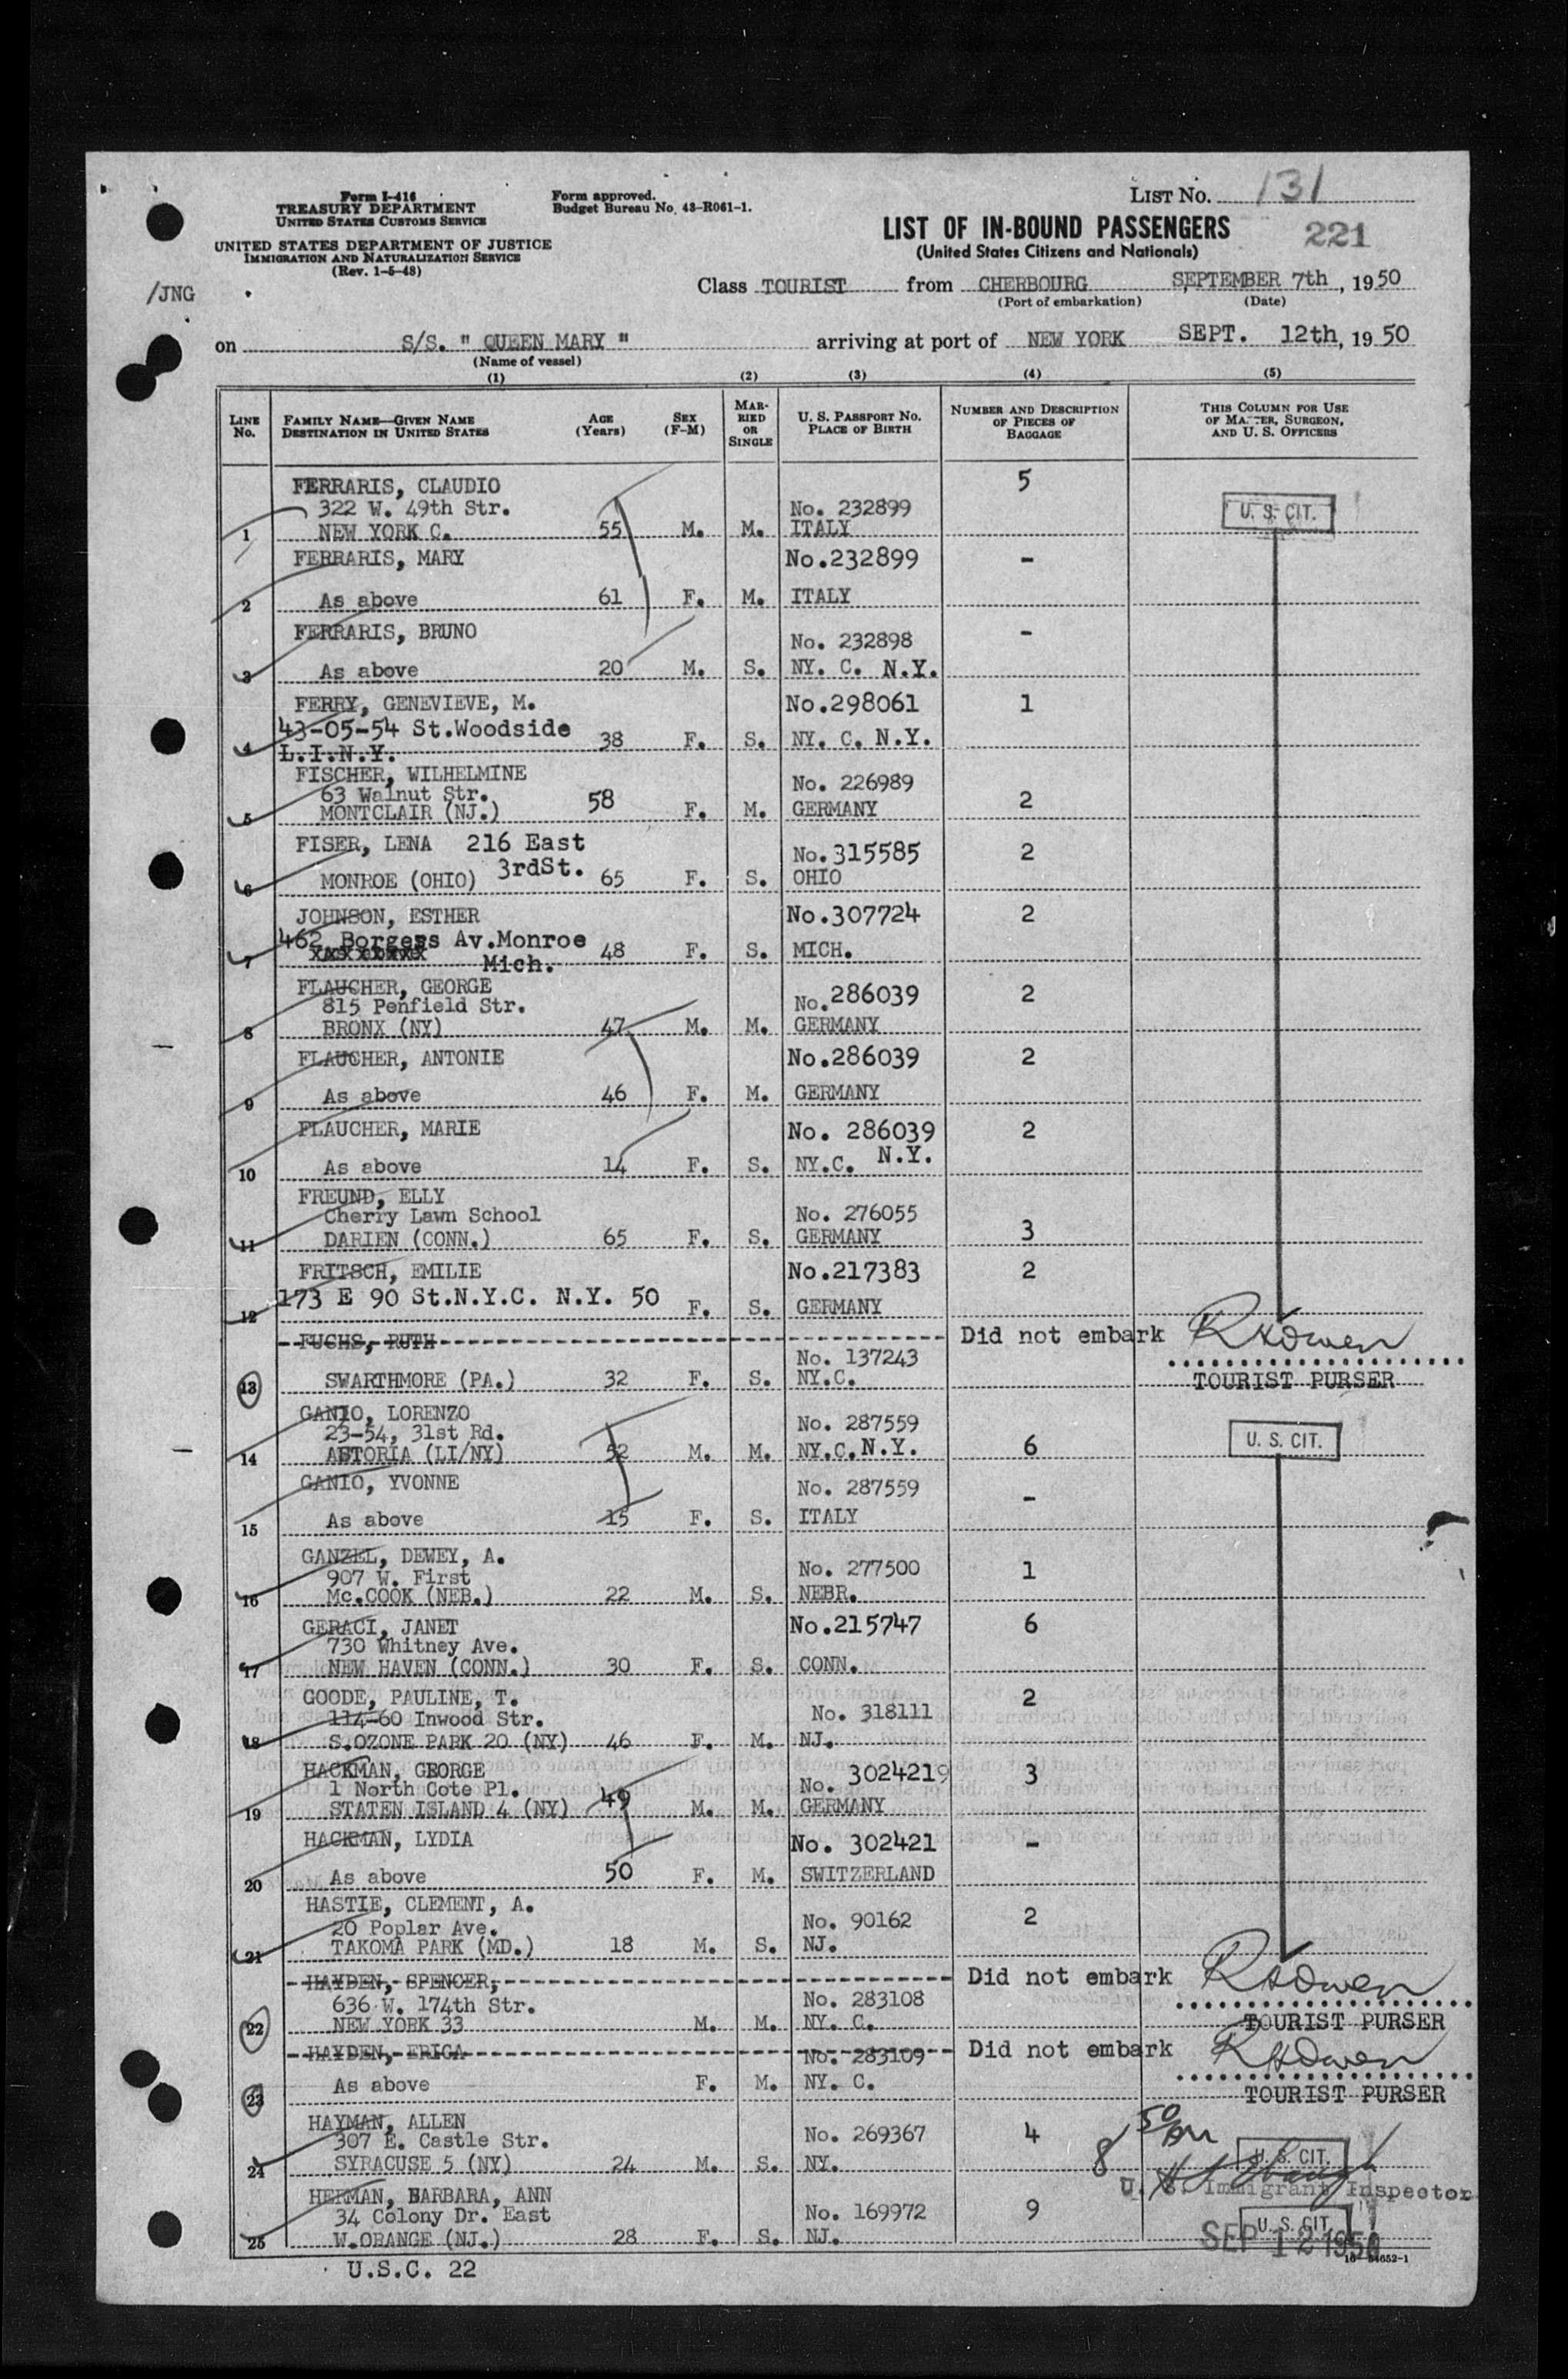 Form I-416
TREASURY DEPARTMENT
UNITED STATES CUSTOMS SERVICE
UNITED STATES DEPARTMENT OF JUSTICE
IMMIGRATION AND NATURALIZATION SERVICE
(Rev. 1-5-48)
Form approved.
Budget Bureau No. 43-R061-1.
LIST NO. 131
LIST OF IN-BOUND PASSENGERS 221
(United States Citizens and Nationals)
/JNG
Class TOURIST from CHERBOURG SEPTEMBER 7th, 1950
(Port of embarkation) (Date)
on S/S. " QUEEN MARY " arriving at port of NEW YORK SEPT. 12th, 1950
(Name of vessel)
(1) (2) (3) (4) (5)
LINE NO. FAMILY NAME—GIVEN NAME DESTINATION IN UNITED STATES AGE (Years) SEX (F-M) MARRIED OR SINGLE U. S. PASSPORT NO. PLACE OF BIRTH NUMBER AND DESCRIPTION OF PIECES OF BAGGAGE THIS COLUMN FOR USE OF MASTER, SURGEON, AND U. S. OFFICERS
FERRARIS, CLAUDIO 5
322 W. 49th Str. No. 232899 U. S. CIT.
1 NEW YORK C. 55 M. M. ITALY
FERRARIS, MARY No.232899 -
2 As above 61 F. M. ITALY
FERRARIS, BRUNO No. 232898 -
3 As above 20 M. S. NY. C. N.Y.
FERRY, GENEVIEVE, M. No.298061 1
43-05-54 St.Woodside
4 L.I.N.Y. 38 F. S. NY. C. N.Y.
FISCHER, WILHELMINE No. 226989
63 Walnut Str. 2
5 MONTCLAIR (NJ.) 58 F. M. GERMANY
FISER, LENA 216 East No.315585 2
6 MONROE (OHIO) 3rdSt. 65 F. S. OHIO
JOHNSON, ESTHER No.307724 2
462 Borgess Av.Monroe
7 As above Mich. 48 F. S. MICH.
FLAUCHER, GEORGE No.286039 2
815 Penfield Str.
8 BRONX (NY) 47 M. M. GERMANY
FLAUCHER, ANTONIE No.286039 2
9 As above 46 F. M. GERMANY
FLAUCHER, MARIE No. 286039 2
10 As above 14 F. S. NY.C. N.Y.
FREUND, ELLY
Cherry Lawn School No. 276055
11 DARIEN (CONN.) 65 F. S. GERMANY 3
FRITSCH, EMILIE No.217383 2
12 173 E 90 St.N.Y.C. N.Y. 50 F. S. GERMANY
FUCHS, RUTH Did not embark RHOwen
No. 137243
13 SWARTHMORE (PA.) 32 F. S. NY.C. TOURIST PURSER
GANIO, LORENZO No. 287559
23-54, 31st Rd. U. S. CIT.
14 ASTORIA (LI/NY) 52 M. M. NY.C.N.Y. 6
GANIO, YVONNE No. 287559 -
15 As above 15 F. S. ITALY
GANZEL, DEWEY, A. No. 277500 1
907 W. First
16 Mc.COOK (NEB.) 22 M. S. NEBR.
GERACI, JANET No.215747 6
730 Whitney Ave.
17 NEW HAVEN (CONN.) 30 F. S. CONN.
GOODE, PAULINE, T. 2
114-60 Inwood Str. No. 318111
18 S.OZONE PARK 20 (NY) 46 F. M. NJ.
HACKMAN, GEORGE No. 3024219 3
1 North Cote Pl.
19 STATEN ISLAND 4 (NY) 49 M. M. GERMANY
HACKMAN, LYDIA No. 302421 -
20 As above 50 F. M. SWITZERLAND
HASTIE, CLEMENT, A. 2
20 Poplar Ave. No. 90162
21 TAKOMA PARK (MD.) 18 M. S. NJ.
HAYDEN, SPENCER, Did not embark RHOwen
636 W. 174th Str. No. 283108
22 NEW YORK 33 M. M. NY. C. TOURIST PURSER
HAYDEN, ERICA No. 283109 Did not embark RHOwen
23 As above F. M. NY. C. TOURIST PURSER
HAYMAN, ALLEN
307 E. Castle Str. No. 269367 4 8 50 AM
24 SYRACUSE 5 (NY) 24 M. S. NY. U. S. CIT.
U. S. Immigrant Inspector
HERMAN, BARBARA, ANN
34 Colony Dr. East No. 169972 9
25 W.ORANGE (NJ.) 28 F. S. NJ. U. S. CIT.
SEP 12 1950
U.S.C. 22